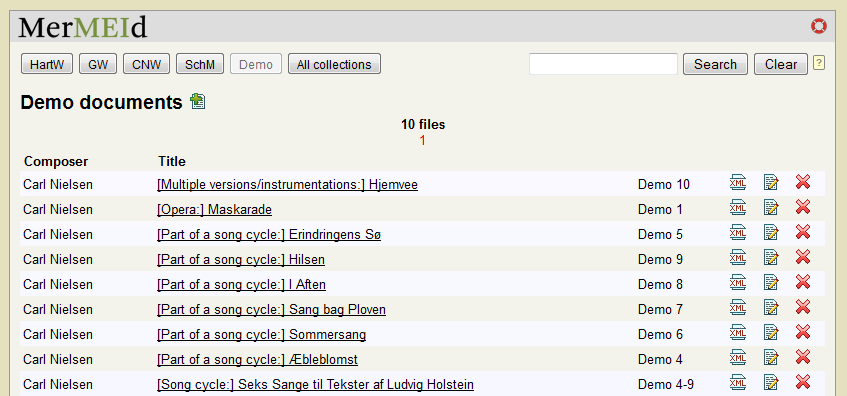 MerMEId
HartW GW CNW SchM Demo All collections Search Clear ?
Demo documents
10 files
1
Composer Title
Carl Nielsen [Multiple versions/instrumentations:] Hjemvee Demo 10 XML
Carl Nielsen [Opera:] Maskarade Demo 1 XML
Carl Nielsen [Part of a song cycle:] Erindringens Sø Demo 5 XML
Carl Nielsen [Part of a song cycle:] Hilsen Demo 9 XML
Carl Nielsen [Part of a song cycle:] I Aften Demo 8 XML
Carl Nielsen [Part of a song cycle:] Sang bag Ploven Demo 7 XML
Carl Nielsen [Part of a song cycle:] Sommersang Demo 6 XML
Carl Nielsen [Part of a song cycle:] Æbleblomst Demo 4 XML
Carl Nielsen [Song cycle:] Seks Sange til Tekster af Ludvig Holstein Demo 4-9 XML